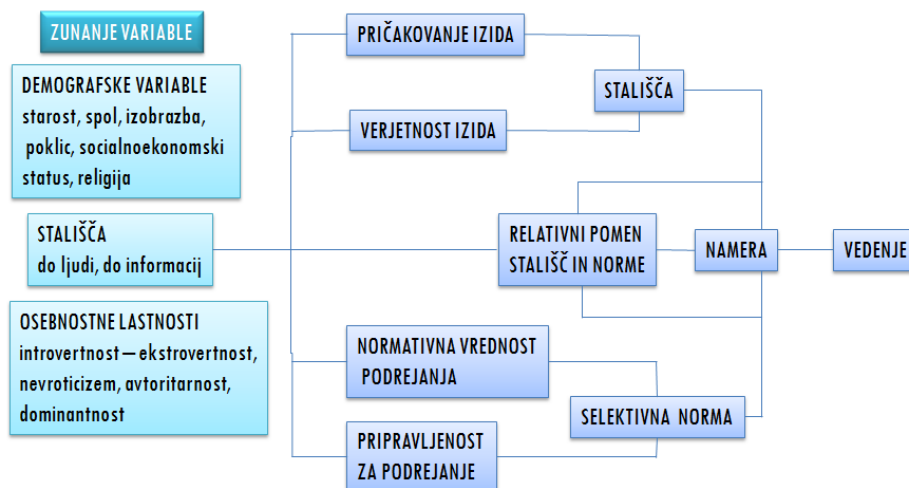 ZUNANJE VARIABLE
DEMOGRAFSKE VARIABLE
starost, spol, izobrazba,
poklic, socialnoekonomski
status, religija
STALIŠČA
do ljudi, do informacij
OSEBNOSTNE LASTNOSTI
introvertnost – ekstrovertnost,
nevroticizem, avtoritarnost,
dominantnost
PRIČAKOVANJE IZIDA
VERJETNOST IZIDA
STALIŠČA
RELATIVNI POMEN
STALIŠČ IN NORME
NAMERA
VEDENJE
NORMATIVNA VREDNOST
PODREJANJA
SELEKTIVNA NORMA
PRIPRAVLJENOST
ZA PODREJANJE